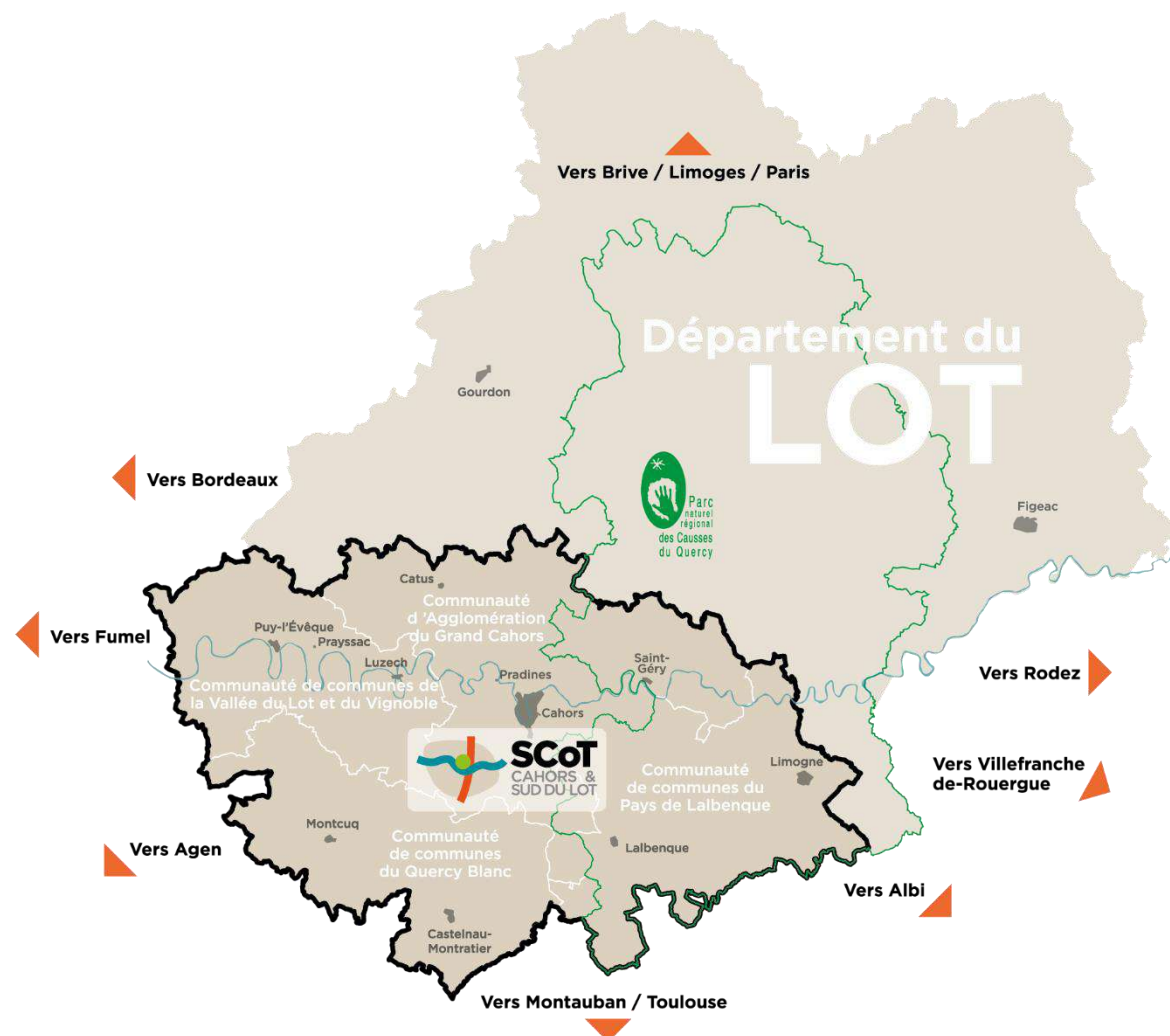 Vers Brive / Limoges / Paris
Département du
LOT
Gourdon
Vers Bordeaux
Parc
naturel
régional
des Causses
du Quercy
Figeac
Catus
Communauté
d 'Agglomération
du Grand Cahors
Puy-l'Évêque
Prayssac
Vers Fumel
Luzech
Saint-
Géry
Pradines
Vers Rodez
Communauté de communes de
la Vallée du Lot et du Vignoble
Cahors
SCoT
CAHORS &
SUD DU LOT
Limogne
Communauté
de communes du
Pays de Lalbenque
Vers Villefranche
de-Rouergue
Montcuq
Vers Agen
Communauté
de communes
du Quercy Blanc
Lalbenque
Vers Albi
Castelnau-
Montratier
Vers Montauban / Toulouse